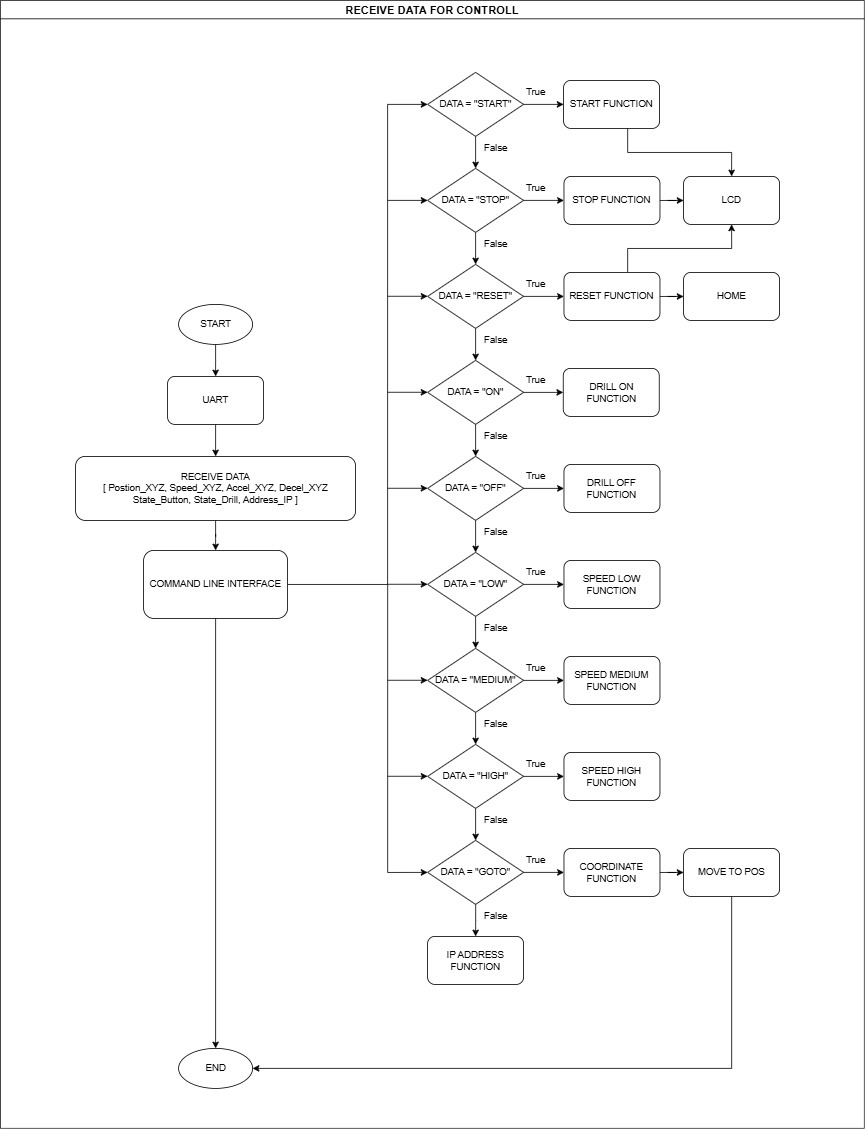 RECEIVE DATA FOR CONTROLL
DATA = "START"
True
START FUNCTION
False
DATA = "STOP"
True
STOP FUNCTION
LCD
False
DATA = "RESET"
True
RESET FUNCTION
HOME
False
START
UART
RECEIVE DATA
[ Postion_XYZ, Speed_XYZ, Accel_XYZ, Decel_XYZ
State_Button, State_Drill, Address_IP ]
COMMAND LINE INTERFACE
DATA = "ON"
True
DRILL ON
FUNCTION
False
DATA = "OFF"
True
DRILL OFF
FUNCTION
False
DATA = "LOW"
True
SPEED LOW
FUNCTION
False
DATA = "MEDIUM"
True
SPEED MEDIUM
FUNCTION
False
DATA = "HIGH"
True
SPEED HIGH
FUNCTION
False
DATA = "GOTO"
True
COORDINATE
FUNCTION
MOVE TO POS
False
IP ADDRESS
FUNCTION
END